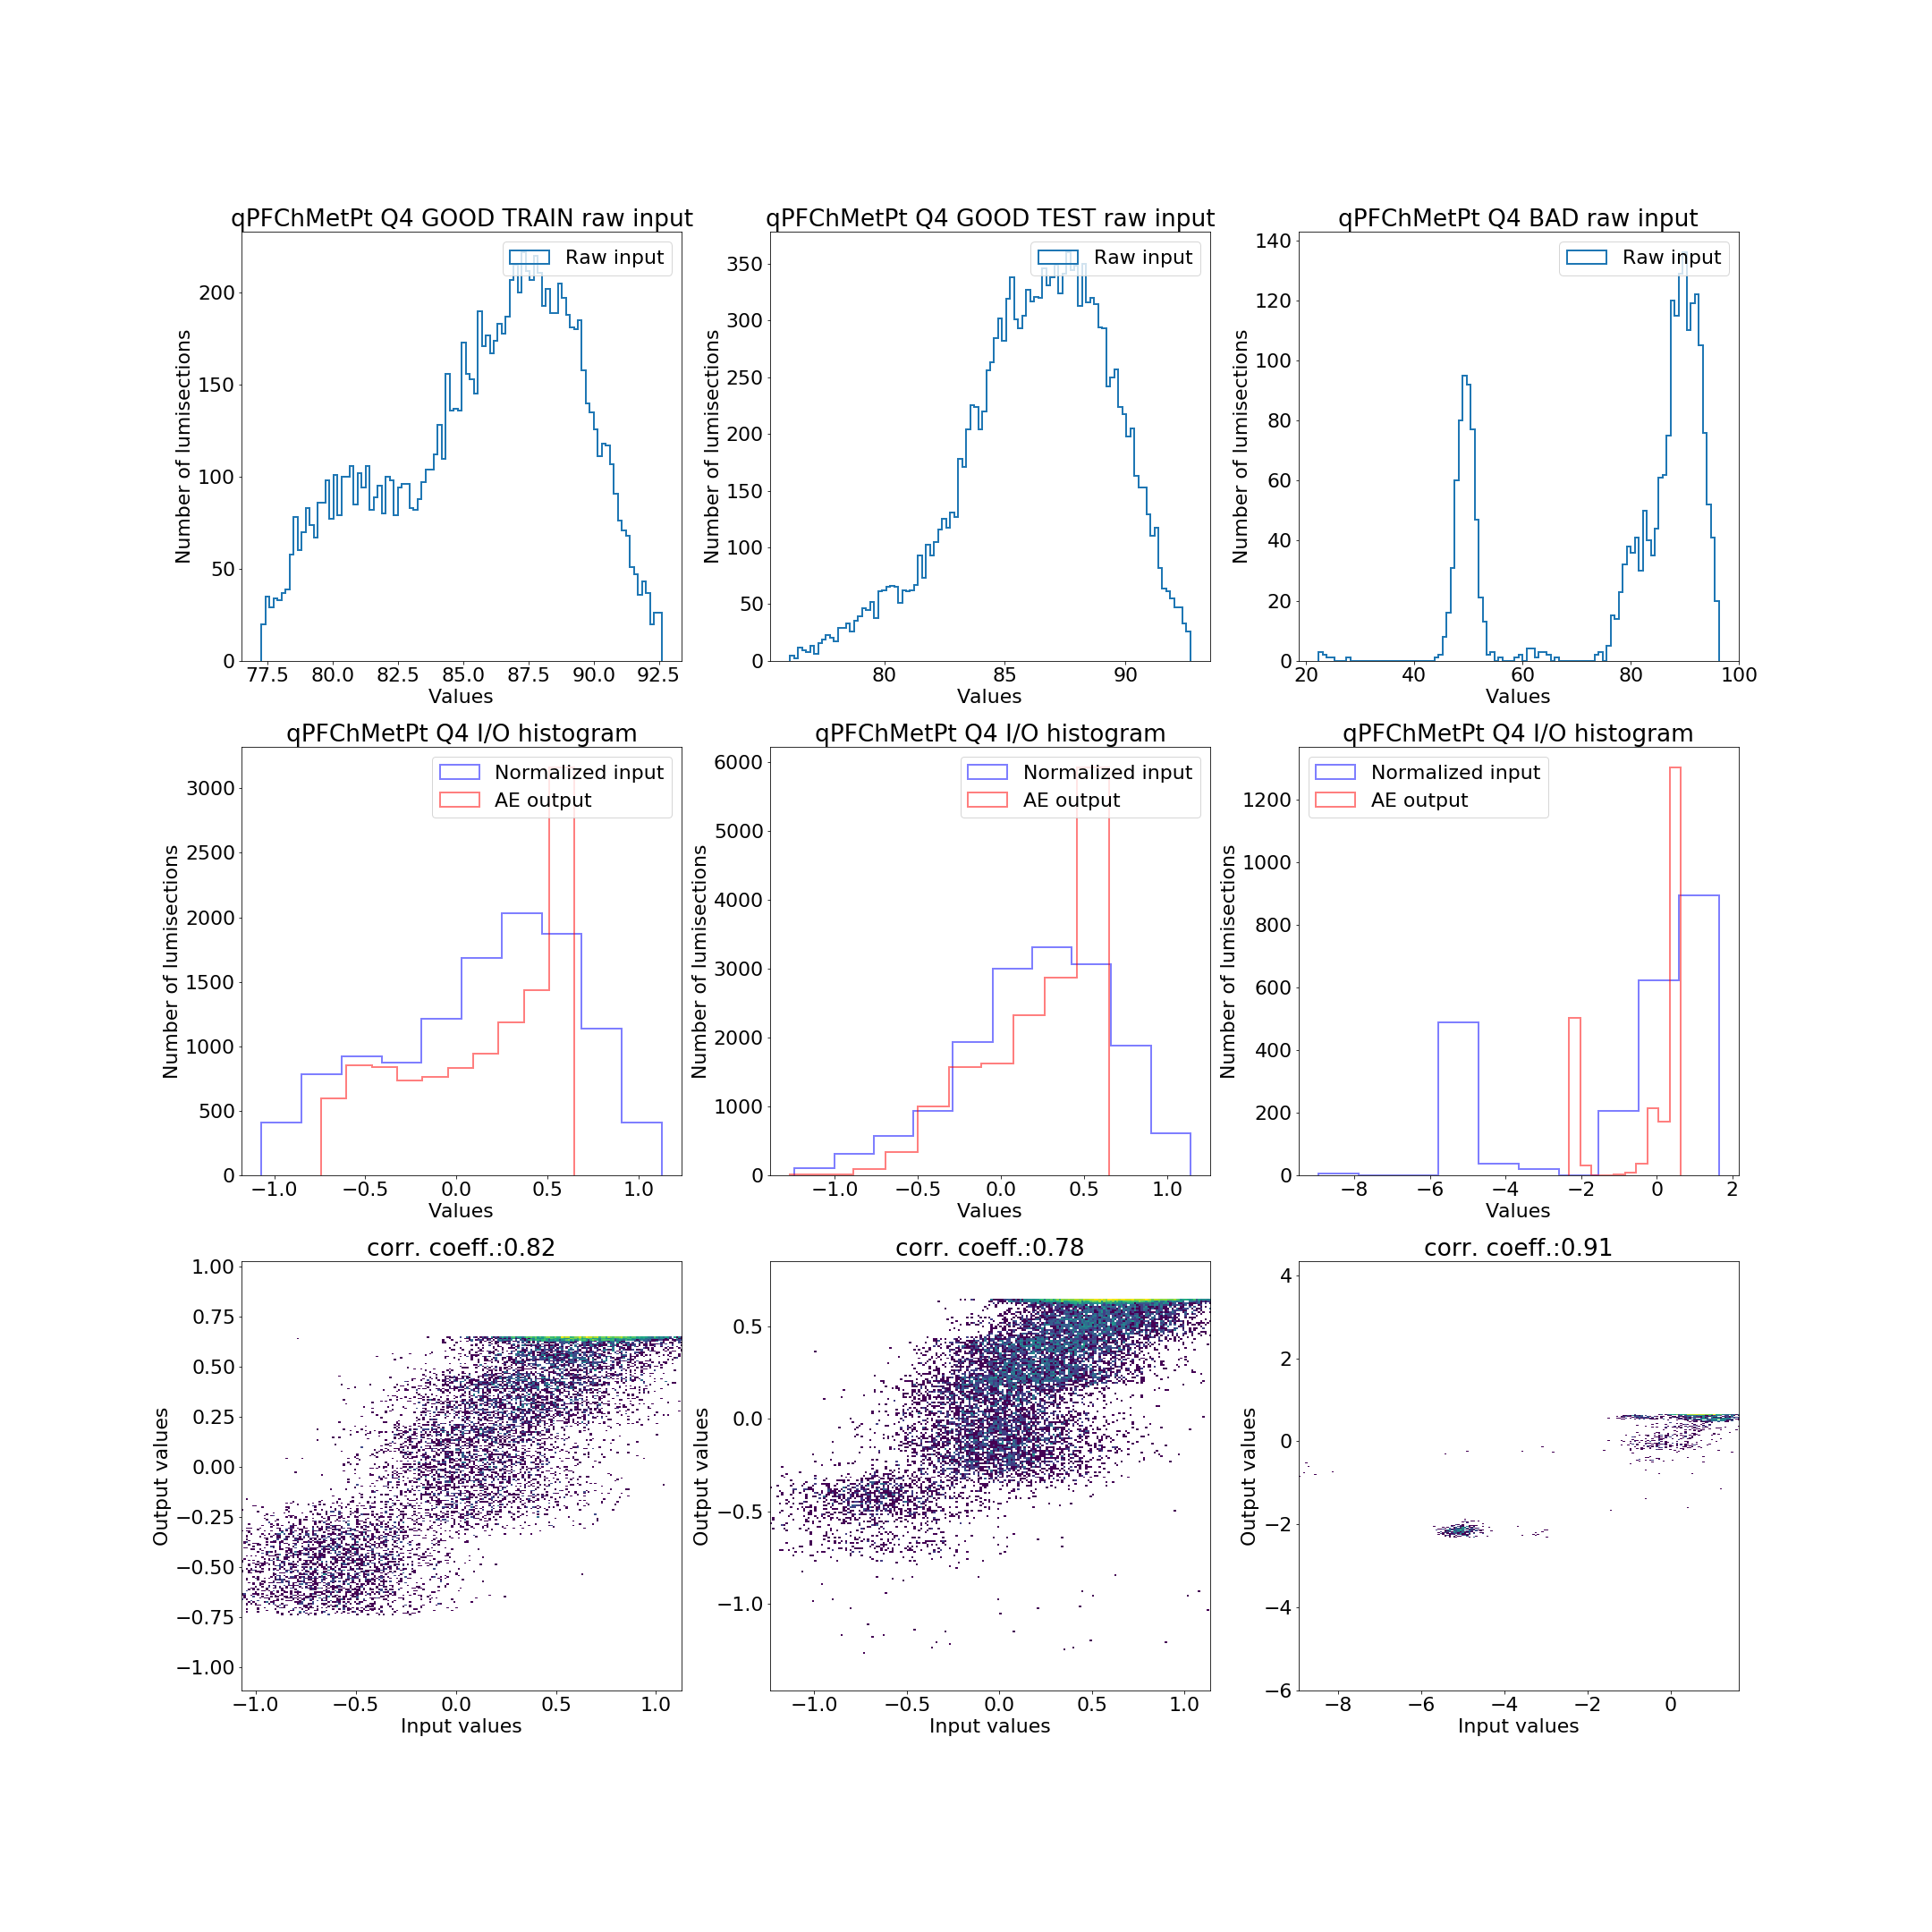 qPFChMetPt Q4 GOOD TRAIN raw input
Raw input
Number of lumisections
200
150
100
50
0
77.5 80.0 82.5 85.0 87.5 90.0 92.5
Values
qPFChMetPt Q4 GOOD TEST raw input
Raw input
Number of lumisections
350
300
250
200
150
100
50
0
80 85 90
Values
qPFChMetPt Q4 BAD raw input
Raw input
Number of lumisections
140
120
100
80
60
40
20
0
20 40 60 80 100
Values
qPFChMetPt Q4 I/O histogram
Normalized input
AE output
Number of lumisections
3000
2500
2000
1500
1000
500
0
−1.0 −0.5 0.0 0.5 1.0
Values
qPFChMetPt Q4 I/O histogram
Normalized input
AE output
Number of lumisections
6000
5000
4000
3000
2000
1000
0
−1.0 −0.5 0.0 0.5 1.0
Values
qPFChMetPt Q4 I/O histogram
Normalized input
AE output
Number of lumisections
1200
1000
800
600
400
200
0
−8 −6 −4 −2 0 2
Values
corr. coeff.:0.82
Output values
1.00
0.75
0.50
0.25
0.00
−0.25
−0.50
−0.75
−1.00
−1.0 −0.5 0.0 0.5 1.0
Input values
corr. coeff.:0.78
Output values
0.5
0.0
−0.5
−1.0
−1.0 −0.5 0.0 0.5 1.0
Input values
corr. coeff.:0.91
Output values
4
2
0
−2
−4
−6
−8 −6 −4 −2 0
Input values